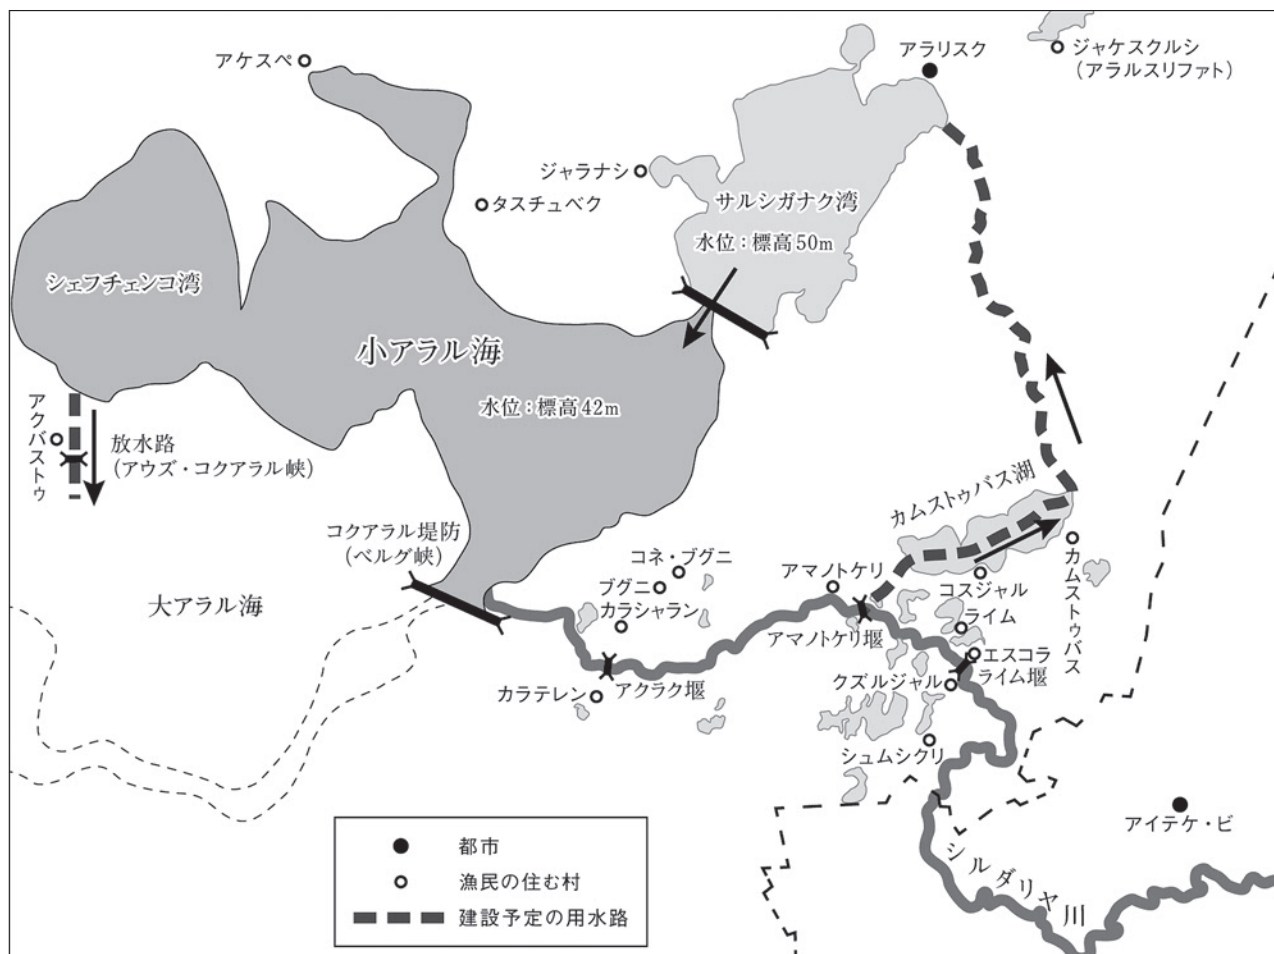 アケスペ
アラリスク
ジャケスクルシ
（アラルスリファト）
ジャラナシ
タスチュベク
サルシガナク湾
水位：標高50m
シェフチェンコ湾
小アラル海
水位：標高42m
アクバストゥ
放水路
（アウズ・コクアラル峡）
カムストゥバス湖
コクアラル堤防
（ベルグ峡）
コネ・ブグニ
ブグニ
カラシャラン
アマノトケリ
コスジャル
カムストゥバス
大アラル海
アマノトケリ堰
ライム
エスコラ
ライム堰
カラテレン
アクラク堰
クズルジャル
シュムシクリ
アイテケ・ビ
シルダリヤ川
都市
漁民の住む村
建設予定の用水路